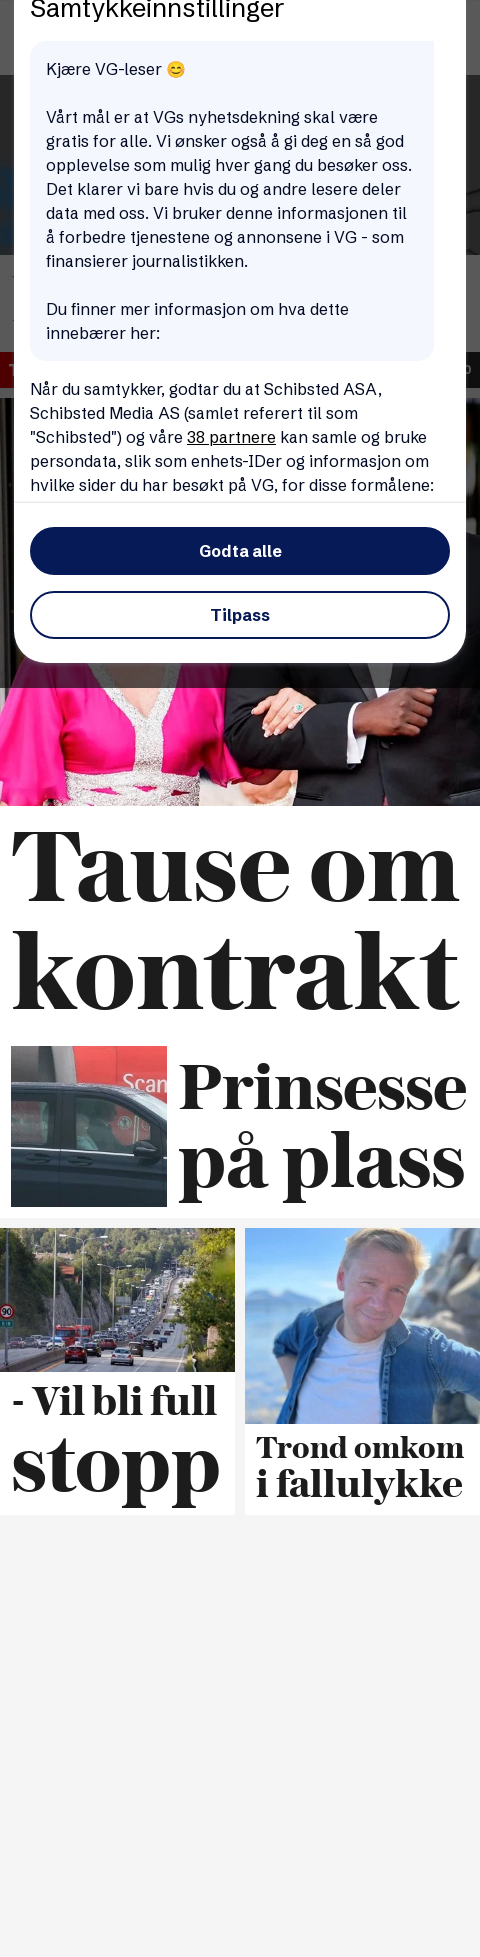 Samtykkeinnstillinger
Kjære VG-leser 😊
Vårt mål er at VGs nyhetsdekning skal være
gratis for alle. Vi ønsker også å gi deg en så god
opplevelse som mulig hver gang du besøker oss.
Det klarer vi bare hvis du og andre lesere deler
data med oss. Vi bruker denne informasjonen til
å forbedre tjenestene og annonsene i VG - som
finansierer journalistikken.
Du finner mer informasjon om hva dette
innebærer her:
Når du samtykker, godtar du at Schibsted ASA,
Schibsted Media AS (samlet referert til som
"Schibsted") og våre 38 partnere kan samle og bruke
persondata, slik som enhets-IDer og informasjon om
hvilke sider du har besøkt på VG, for disse formålene:
Godta alle
Tilpass
Tause om
kontrakt
Scan
Prinsesse
på plass
90
- Vil bli full
stopp
Trond omkom
i fallulykke